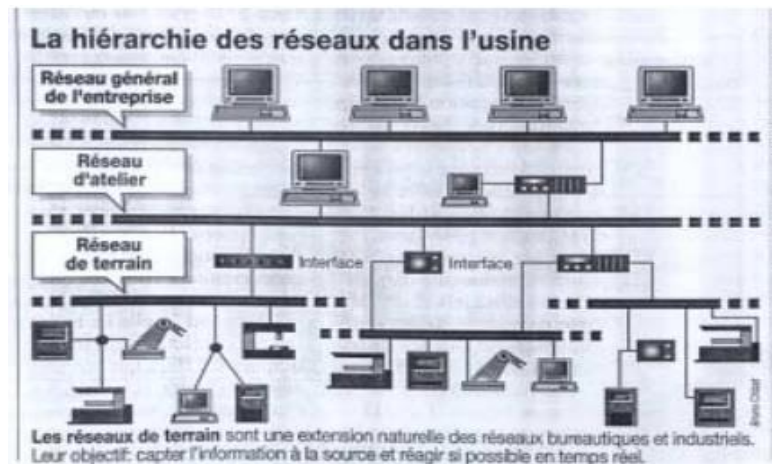 La hiérarchie des réseaux dans l'usine
Réseau général
de l'entreprise
Réseau
d'atelier
Réseau
de terrain
Interface
Interface
Les réseaux de terrain sont une extension naturelle des réseaux bureautiques et industriels.
Leur objectif: capter l'information à la source et réagir si possible en temps réel.